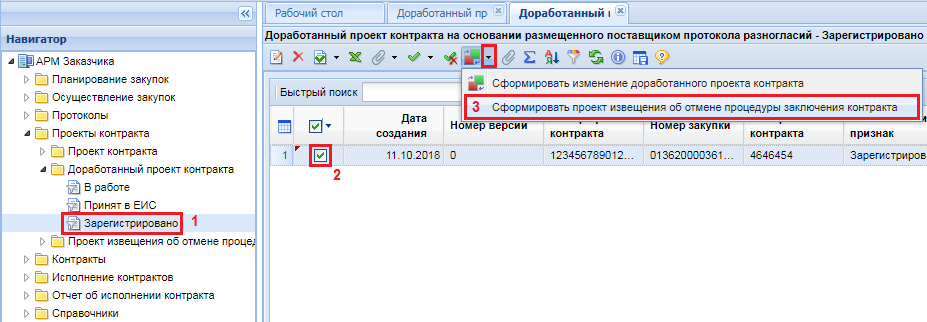 Рабочий стол
Доработанный пр
Доработанный г
Навигатор
Доработанный проект контракта на основании размещенного поставщиком протокола разногласий - Зарегистрировано
АРМ Заказчика
Планирование закупок
Осуществление закупок
Протоколы
Проекты контракта
Проект контракта
Доработанный проект контракта
В работе
Принят в ЕИС
Зарегистрировано
1
Проект извещения об отмене процед
Контракты
Исполнение контрактов
Отчет об исполнении контракта
Справочники
3
Сформировать изменение доработанного проекта контракта
3 Сформировать проект извещения об отмене процедуры заключения контракта
Быстрый поиск
Дата создания
Номер версии
контракта
Номер закупки
контракта
признак
1
11.10.2018
0
123456789012...
013620000361...
4646454
Зарегистриров
2